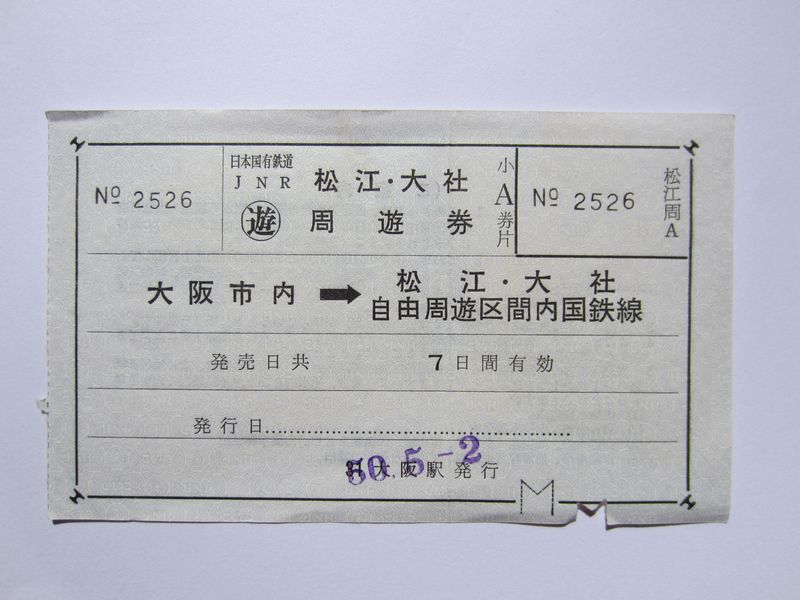 日本国有鉄道
JNR
松江・大社
㊝遊
周遊券
小A券片
松江周A
№ 2526
№ 2526
大阪市内 ➡ 松江・大社
自由周遊区間内国鉄線
発売日共 7日間有効
発行日
50.5-2
大阪駅発行